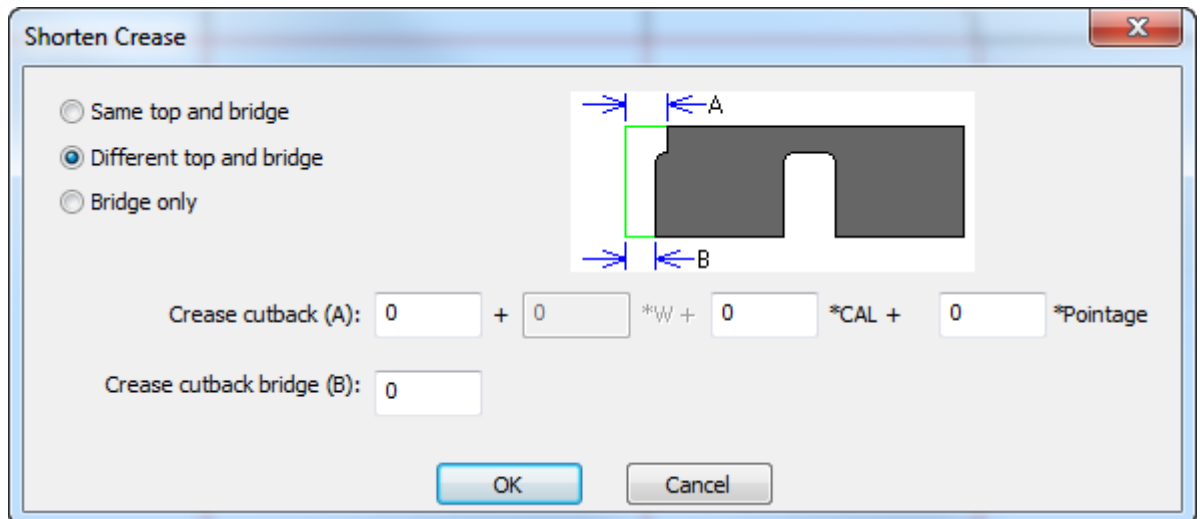 Shorten Crease
Same top and bridge
Different top and bridge
Bridge only
A
B
Crease cutback (A): 0 + 0 *W + 0 *CAL + 0 *Pointage
Crease cutback bridge (B): 0
OK Cancel